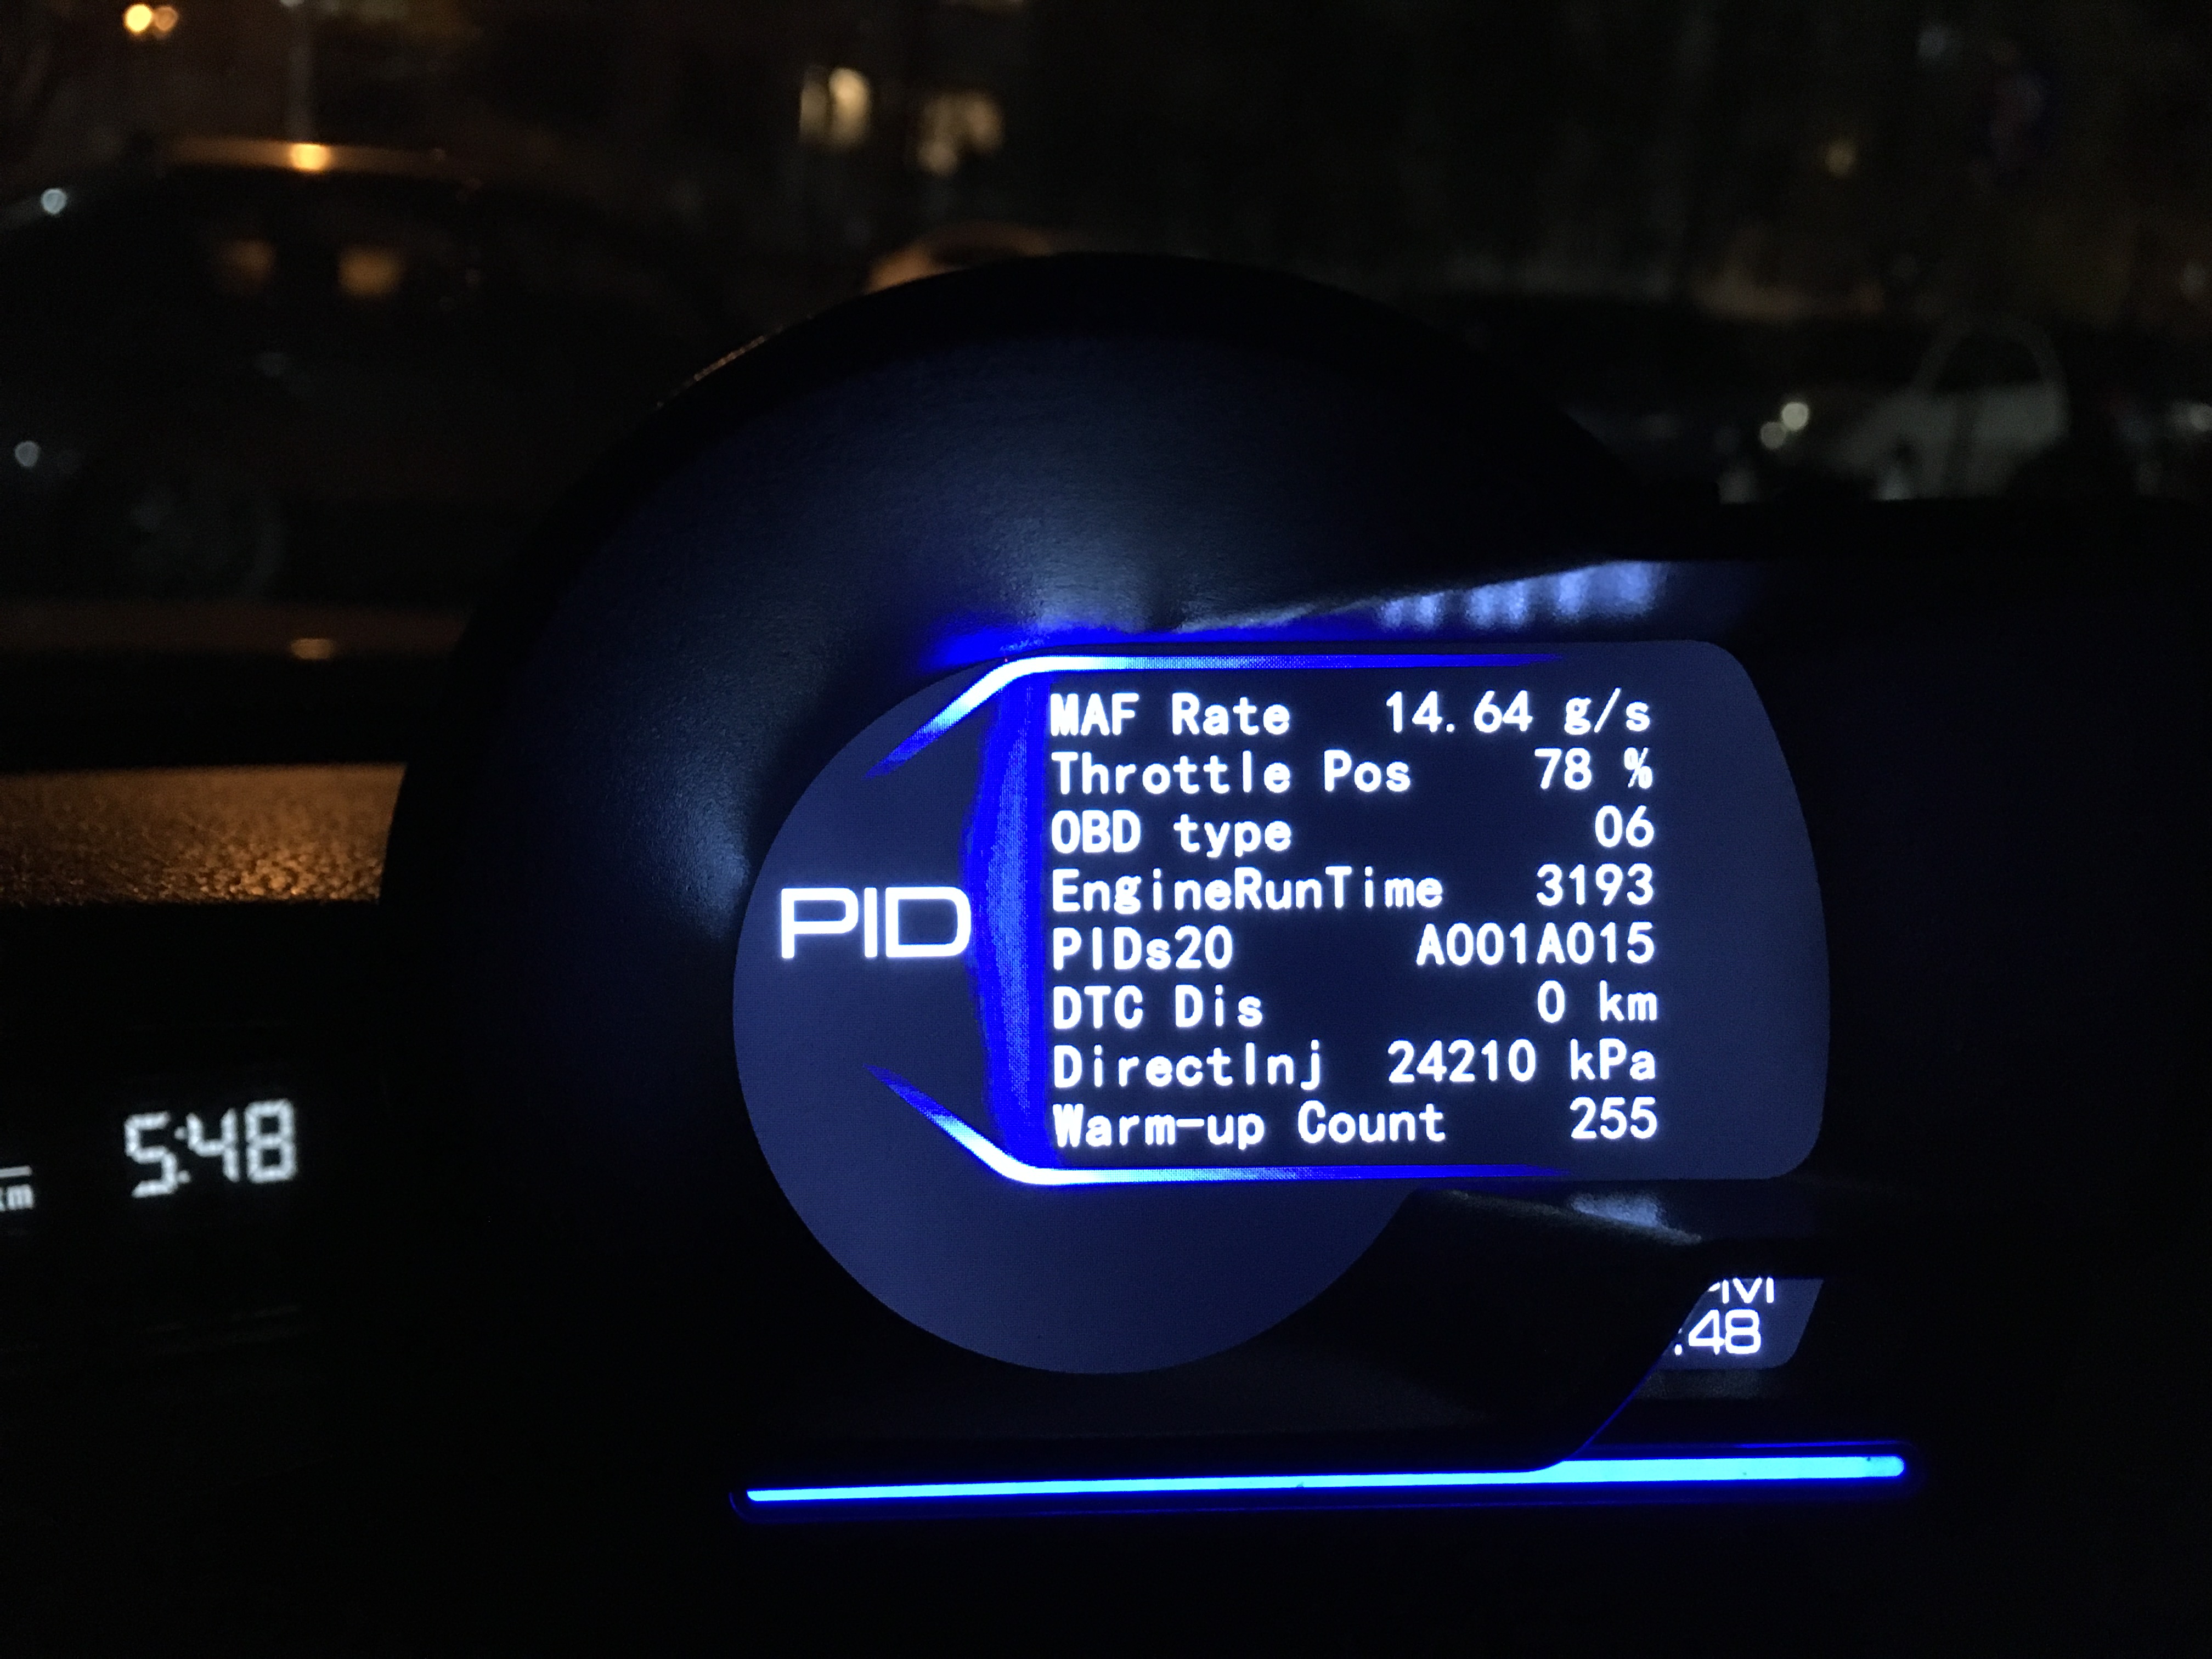 MAF Rate 14.64 g/s
Throttle Pos 78 %
OBD type 06
EngineRunTime 3193
PIDs20 A001A015
DTC Dis 0 km
DirectInj 24210 kPa
Warm-up Count 255
PID
5:48
km
:48